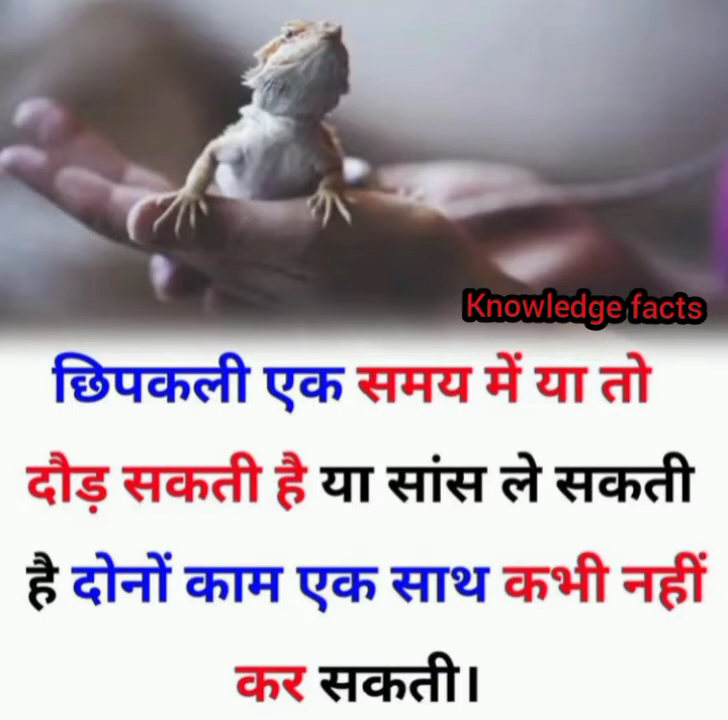 Knowledge facts
छिपकली एक समय में या तो
दौड़ सकती है या सांस ले सकती
है दोनों काम एक साथ कभी नहीं
कर सकती।